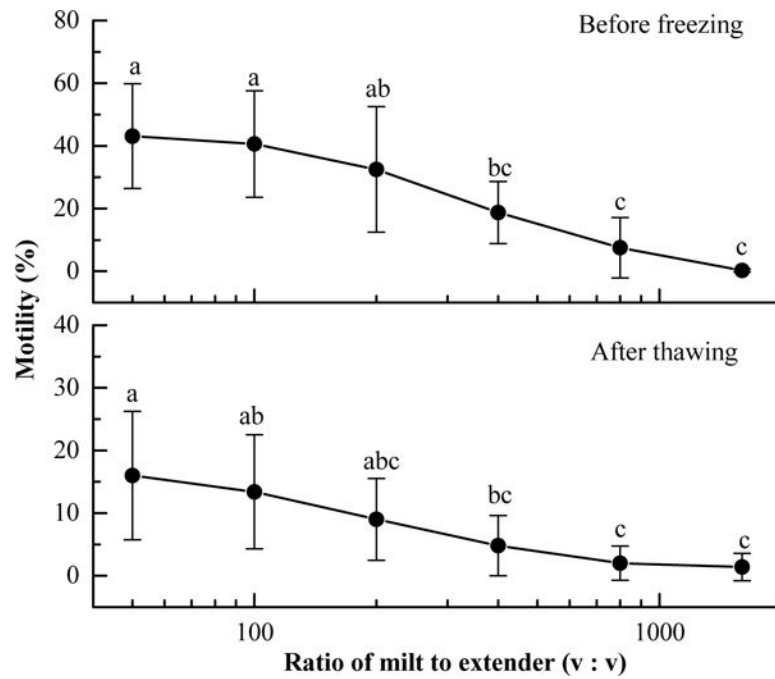 80
Before freezing
60
a
a
ab
40
bc
20
c
c
0
Motility (%)
40
After thawing
30
a
ab
20
abc
bc
10
c
c
0
100
1000
Ratio of milt to extender (v : v)